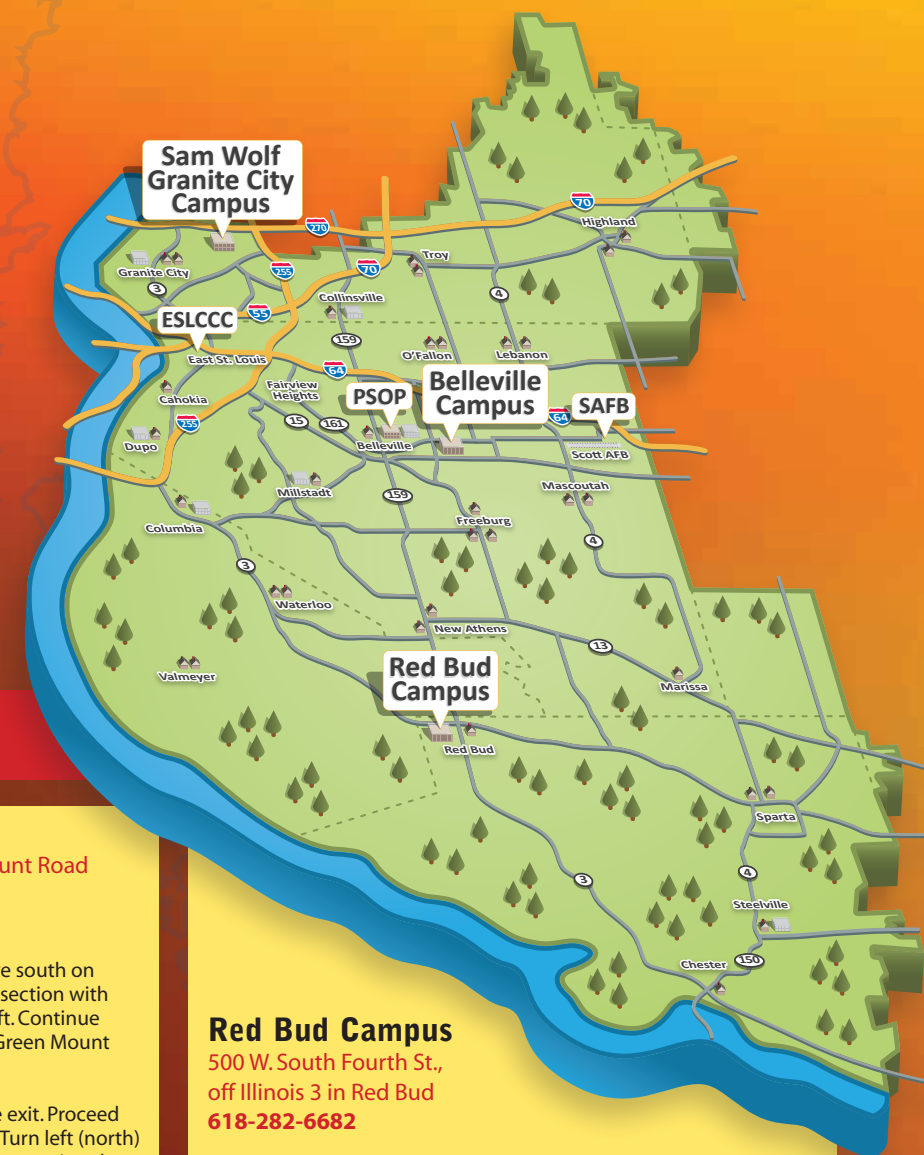 Sam Wolf
Granite City
Campus
70
Highland
270
Troy
255
70
Granite City
3
4
Collinsville
55
ESLCCC
159
O'Fallon
Lebanon
East St. Louis
64
Belleville
Campus
Fairview
Heights
PSOP
SAFB
Cahokia
64
255
15
161
Dupo
Belleville
Scott AFB
Millstadt
159
Mascoutah
Columbia
Freeburg
4
3
Waterloo
New Athens
13
Valmeyer
Red Bud
Campus
Marissa
Red Bud
Sparta
3
4
Steelville
Chester
150
unt Road
e south on
section with
ft. Continue
Green Mount
e exit. Proceed
Turn left (north)
Red Bud Campus
500 W. South Fourth St.,
off Illinois 3 in Red Bud
618-282-6682